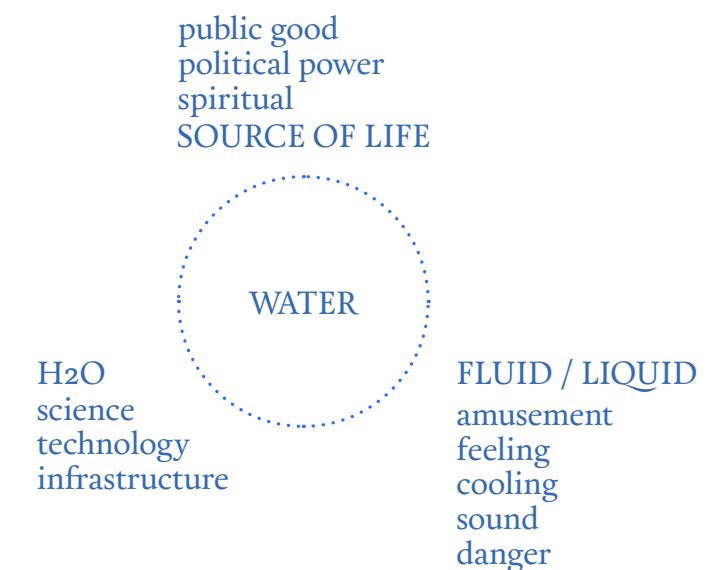 public good
political power
spiritual
SOURCE OF LIFE
WATER
H2O
science
technology
infrastructure
FLUID / LIQUID
amusement
feeling
cooling
sound
danger